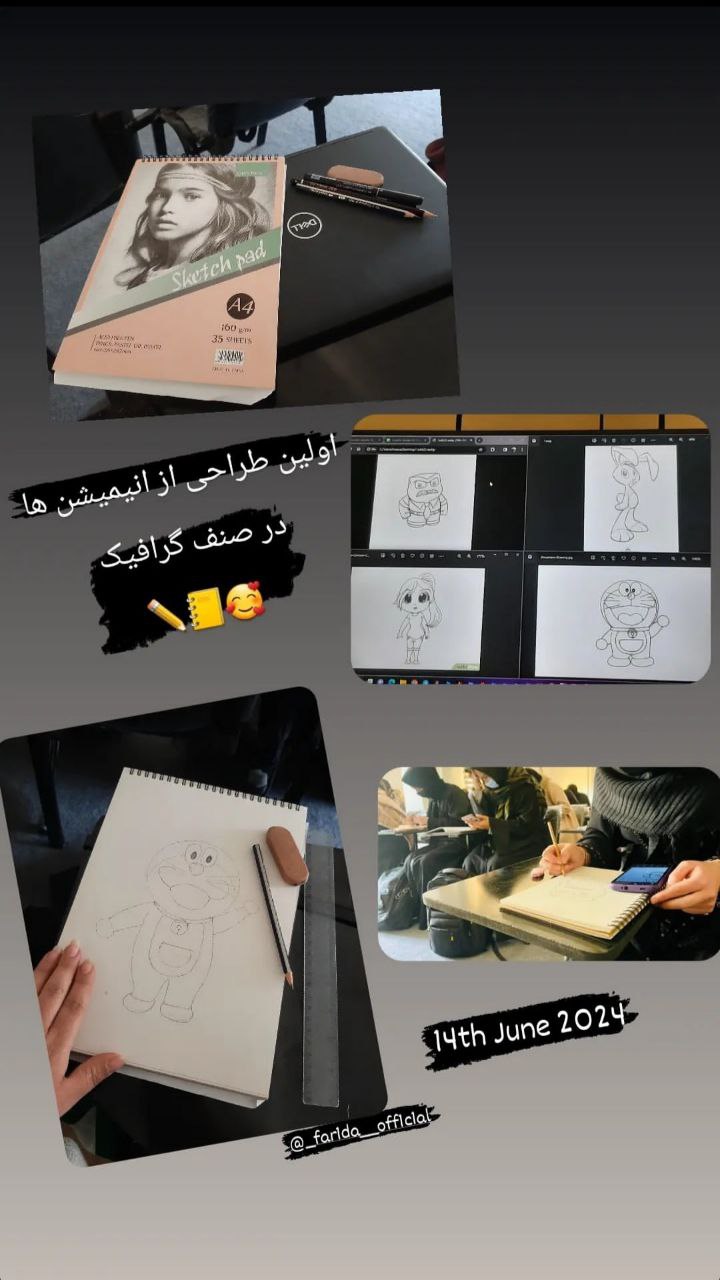 Sketch pad
A4
160 g/m
35 SHEETS
DELL
اولین طراحی از انیمیشن ها
در صنف گرافیک
✏️📒🥰
14th June 2024
@_farida__official